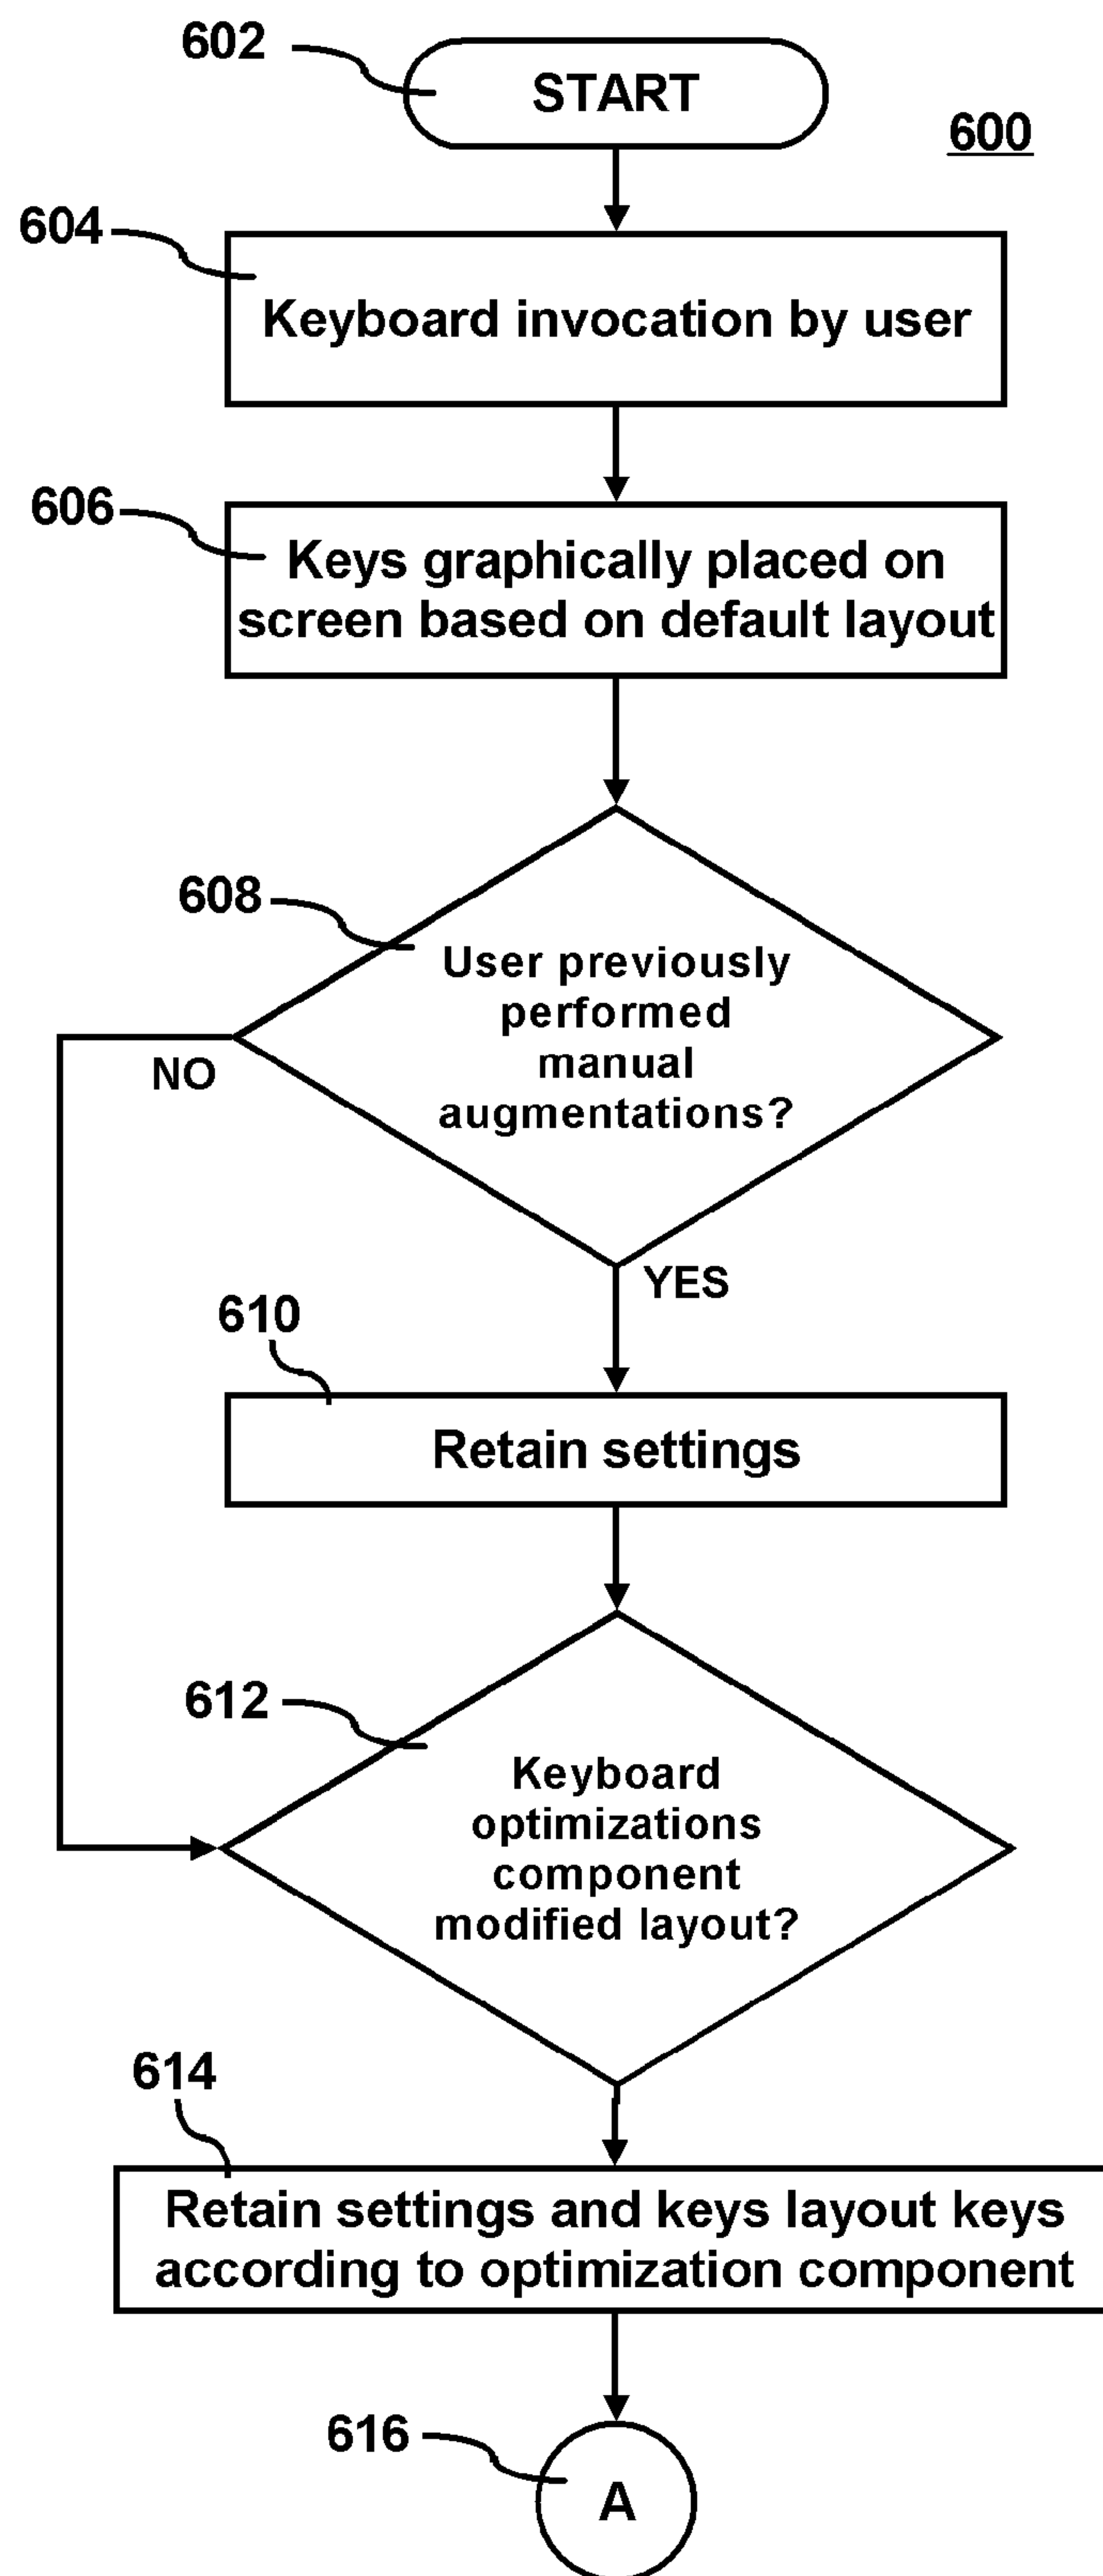 602
START
600
604
Keyboard invocation by user
606
Keys graphically placed on
screen based on default layout
608
User previously
performed
manual
augmentations?
NO
YES
610
Retain settings
612
Keyboard
optimizations
component
modified layout?
614
Retain settings and keys layout keys
according to optimization component
616
A